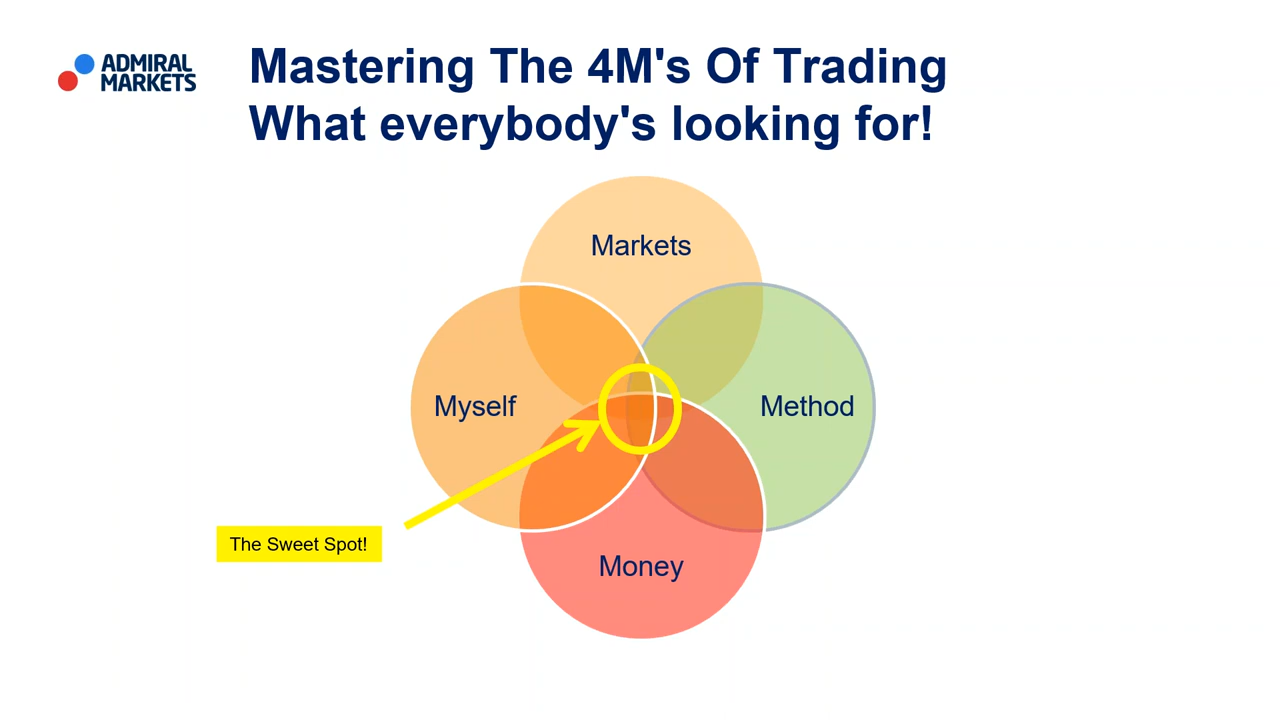 ADMIRAL
MARKETS
Mastering The 4M's Of Trading
What everybody's looking for!
Markets
Myself
Method
The Sweet Spot!
Money